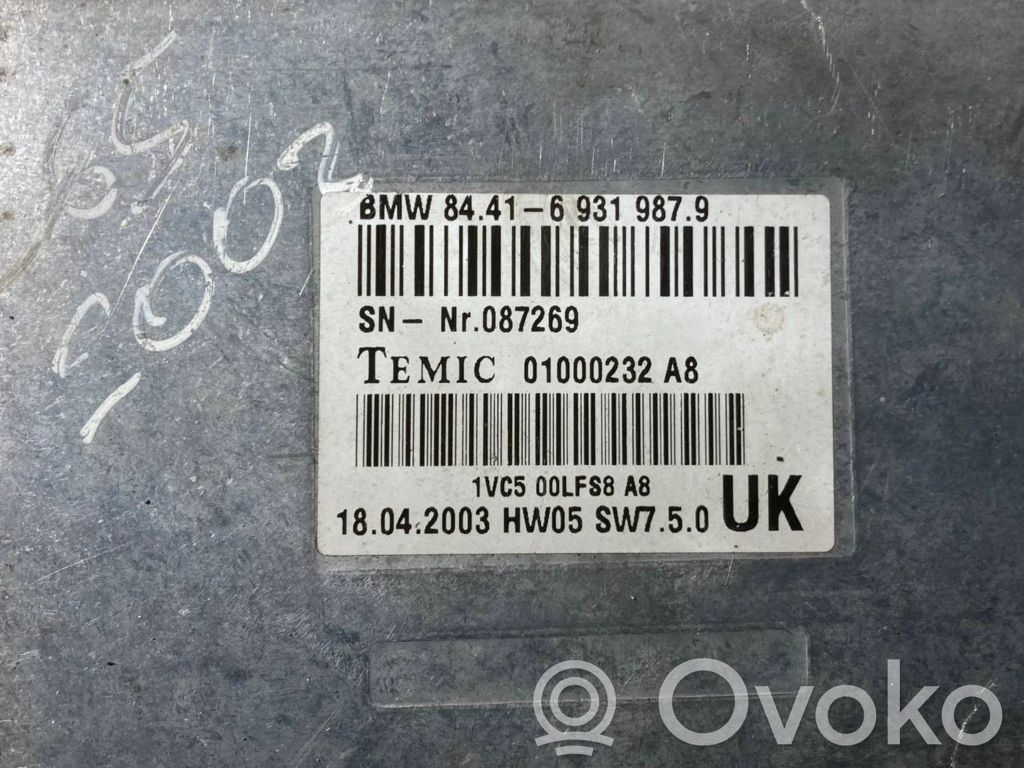 -2002
BMW 84.41-6 931 987.9
SN- Nr.087269
TEMIC 01000232 A8
1VC5 00LFS8 A8
18.04.2003 HW05 SW7.5.0 UK
Ovoko